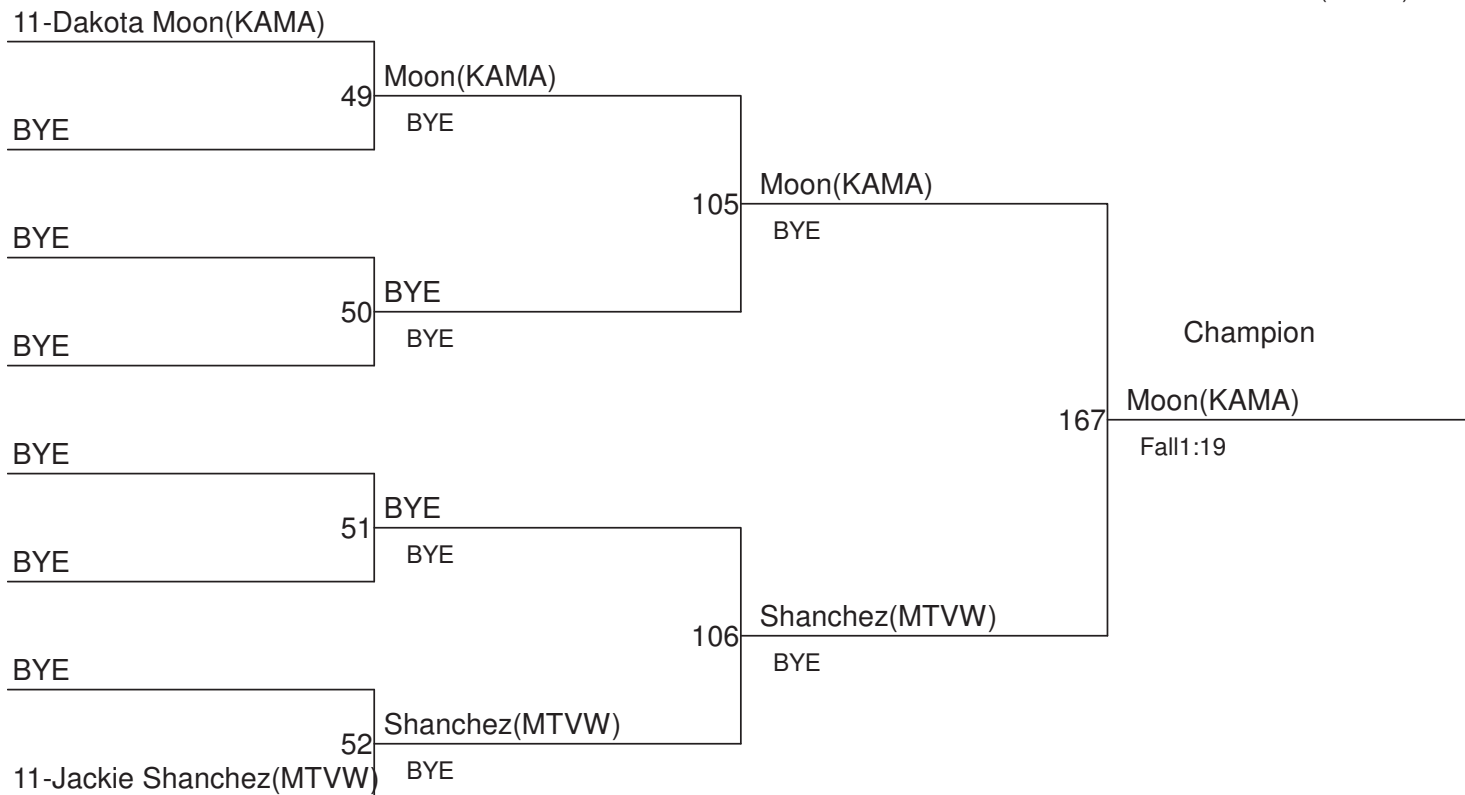 11-Dakota Moon(KAMA)
49
Moon(KAMA)
BYE
BYE
105
Moon(KAMA)
BYE
BYE
50
BYE
BYE
BYE
Champion
167
Moon(KAMA)
Fall1:19
BYE
51
BYE
BYE
BYE
106
Shanchez(MTVW)
BYE
BYE
52
Shanchez(MTVW)
BYE
11-Jackie Shanchez(MTVW)